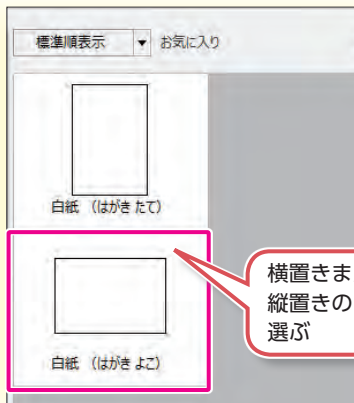 標準順表示 ▼ お気に入り
白紙 （はがき たて）
白紙 （はがき よこ）
横置きま
縦置きの
選ぶ